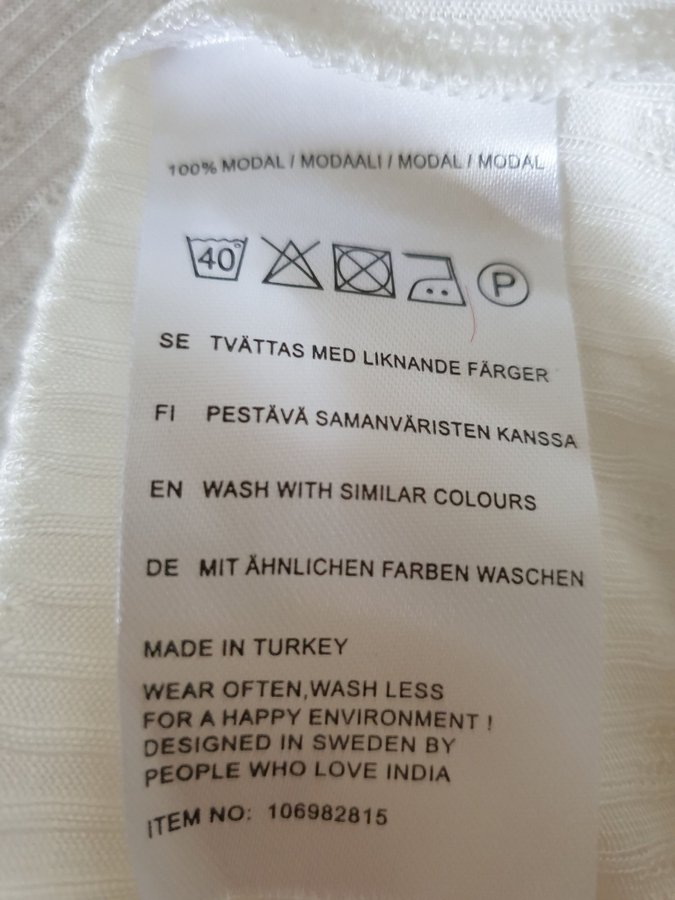 100% MODAL / MODAALI / MODAL / MODAL
40
P
SE TVÄTTAS MED LIKNANDE FÄRGER
FI PESTÄVÄ SAMANVÄRISTEN KANSSA
EN WASH WITH SIMILAR COLOURS
DE MIT ÄHNLICHEN FARBEN WASCHEN
MADE IN TURKEY
WEAR OFTEN,WASH LESS
FOR A HAPPY ENVIRONMENT !
DESIGNED IN SWEDEN BY
PEOPLE WHO LOVE INDIA
ITEM NO: 106982815